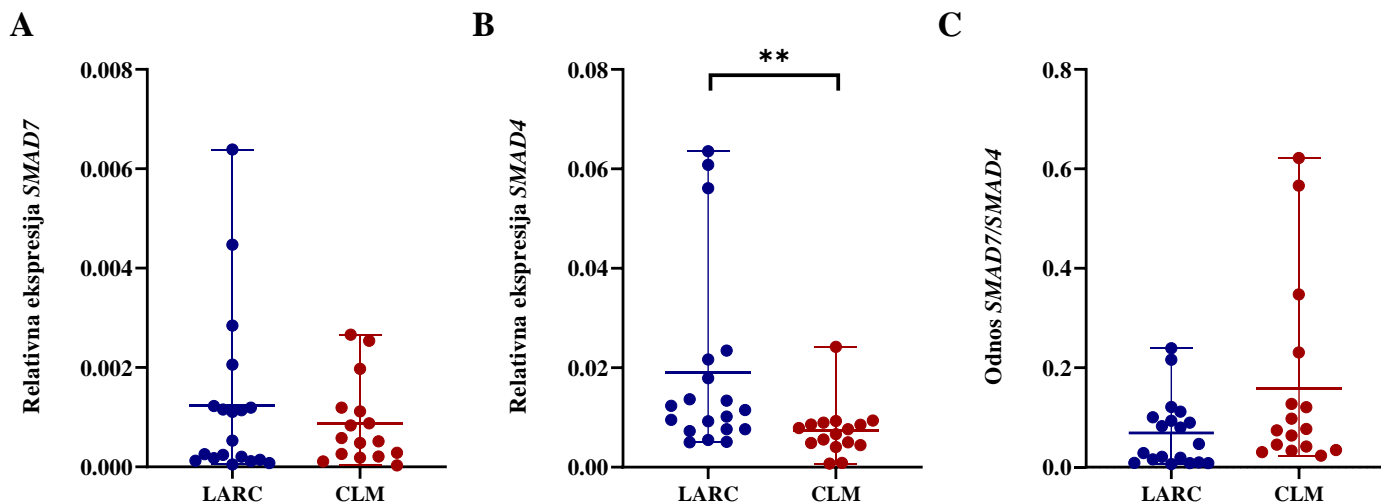 A
Relativna ekspresija SMAD7
0.008
0.006
0.004
0.002
0.000
LARC CLM
B
Relativna ekspresija SMAD4
**
0.08
0.06
0.04
0.02
0.00
LARC CLM
C
Odnos SMAD7/SMAD4
0.8
0.6
0.4
0.2
0.0
LARC CLM